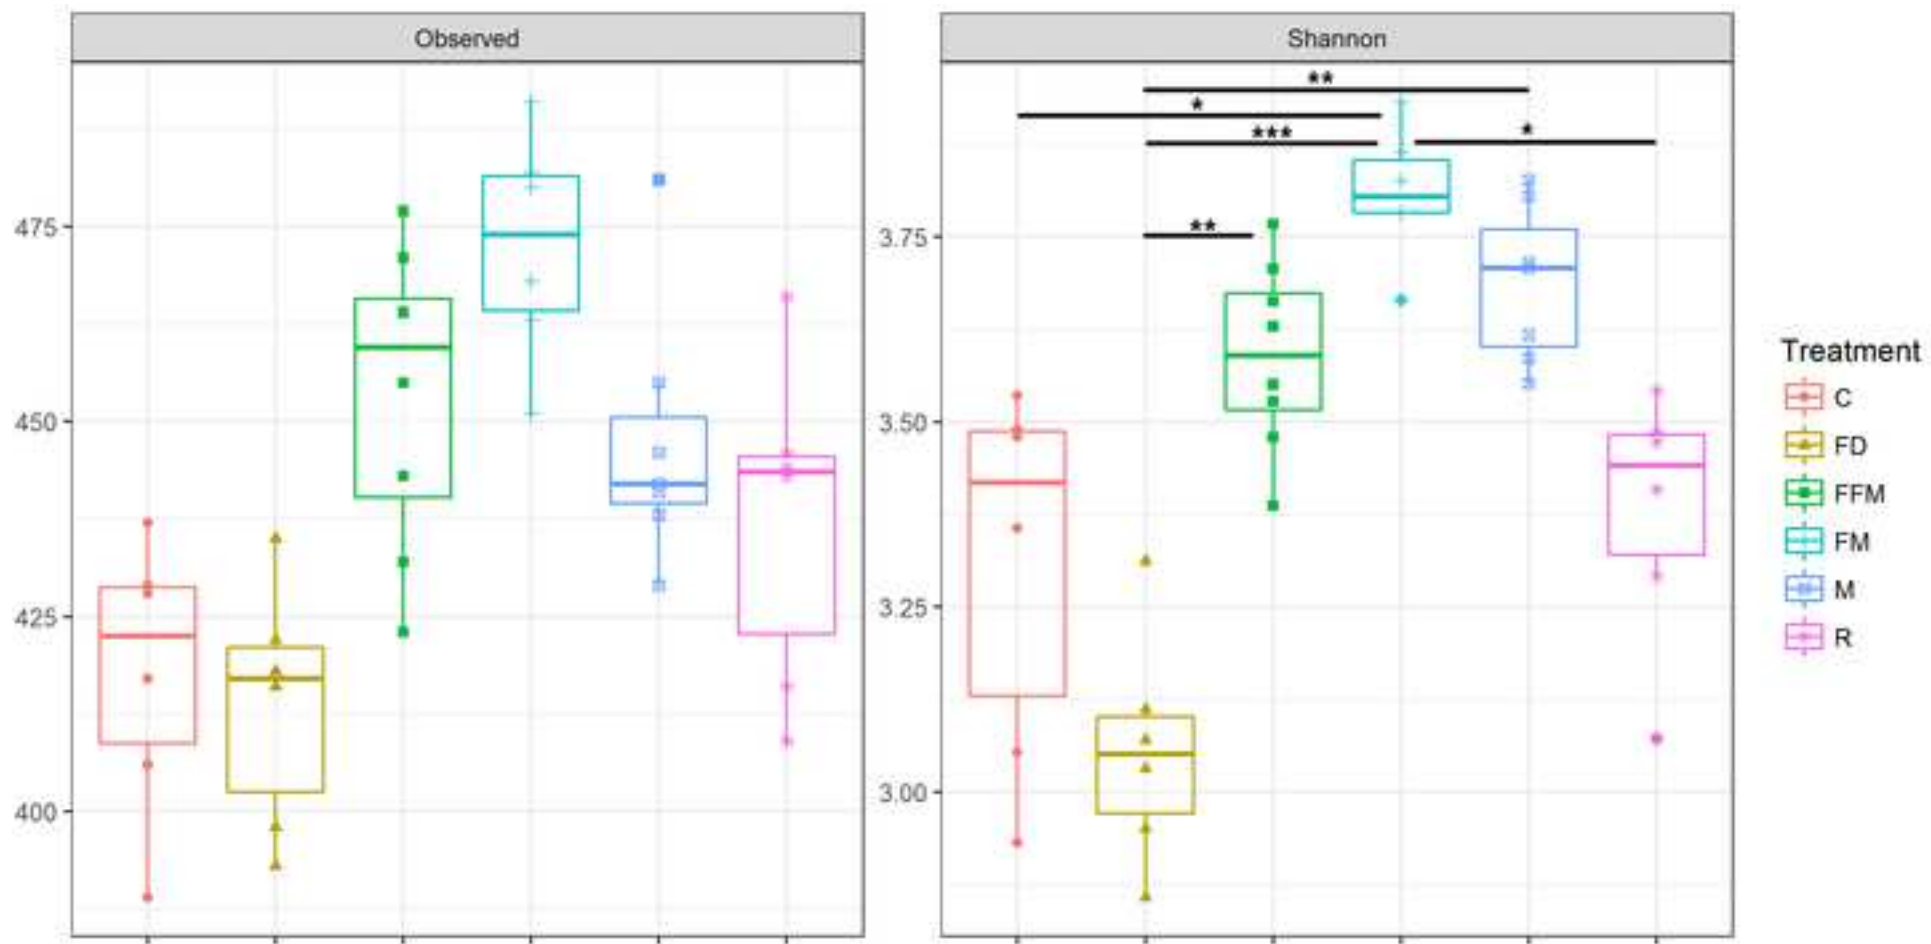 Observed
Shannon
475
450
425
400
3.75
3.50
3.25
3.00
**
*
***
*
**
Treatment
C
FD
FFM
FM
M
R